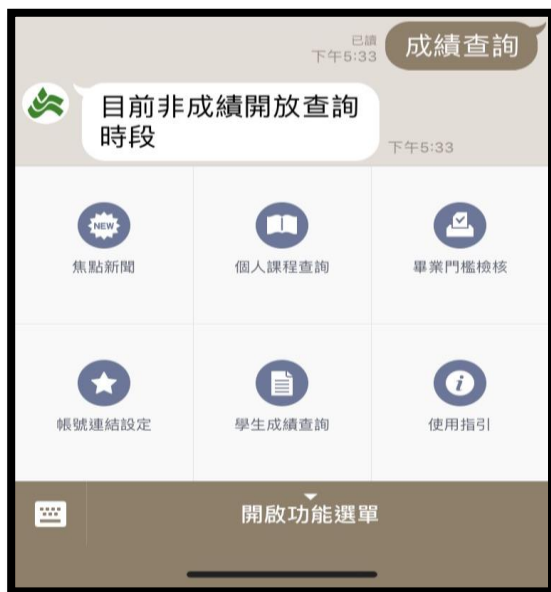 已讀
下午5:33
成績查詢
目前非成績開放查詢
時段
下午5:33
NEW
焦點新聞
個人課程查詢
畢業門檻檢核
帳號連結設定
學生成績查詢
i
使用指引
開啟功能選單